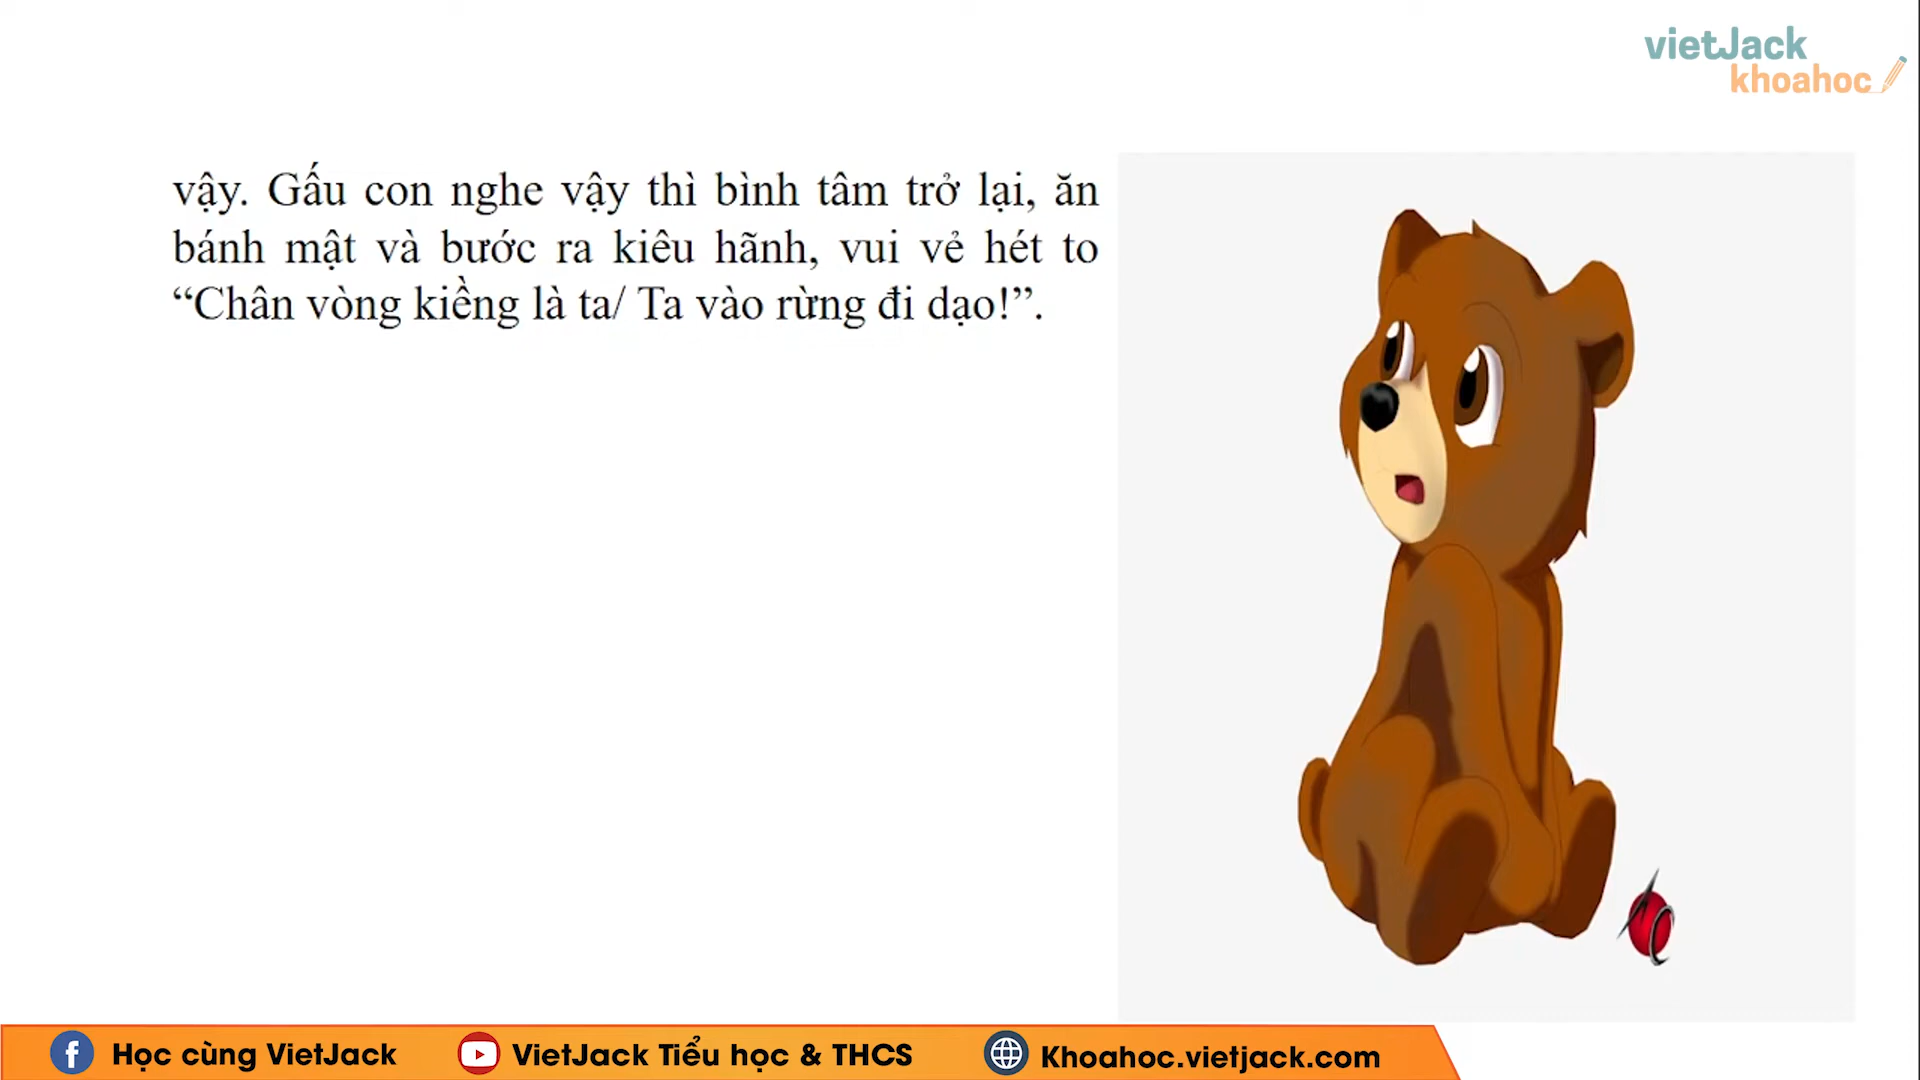 vietJack
khoahoc
vậy. Gấu con nghe vậy thì bình tâm trở lại, ăn
bánh mật và bước ra kiêu hãnh, vui vẻ hét to
“Chân vòng kiềng là ta/ Ta vào rừng đi dạo!”.
Học cùng VietJack
VietJack Tiểu học & THCS
Khoahoc.vietjack.com